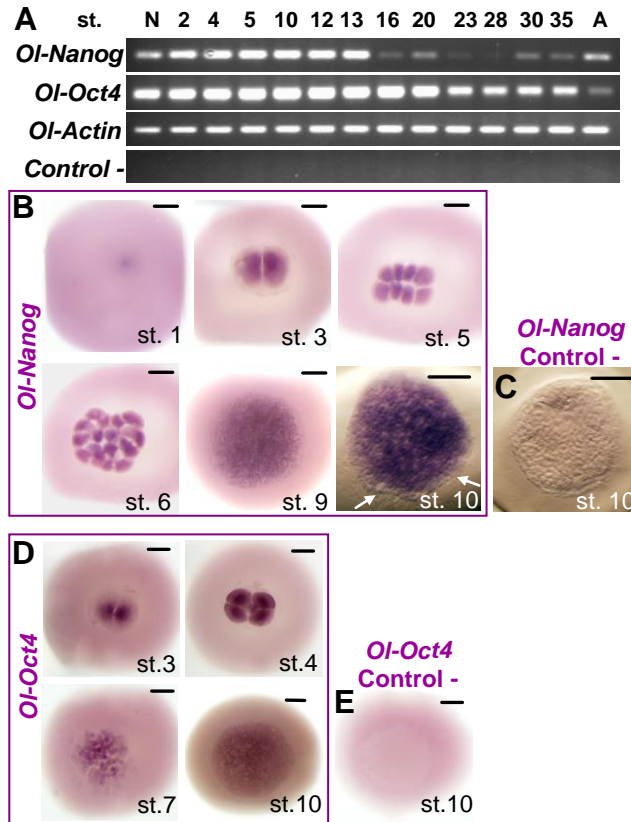 A st. N 2 4 5 10 12 13 16 20 23 28 30 35 A
Ol-Nanog
Ol-Oct4
Ol-Actin
Control -
B
Ol-Nanog
st. 1
st. 3
st. 5
st. 6
st. 9
st. 10
Ol-Nanog
Control -
C
st. 10
D
Ol-Oct4
st.3
st.4
st.7
st.10
Ol-Oct4
Control -
E
st.10